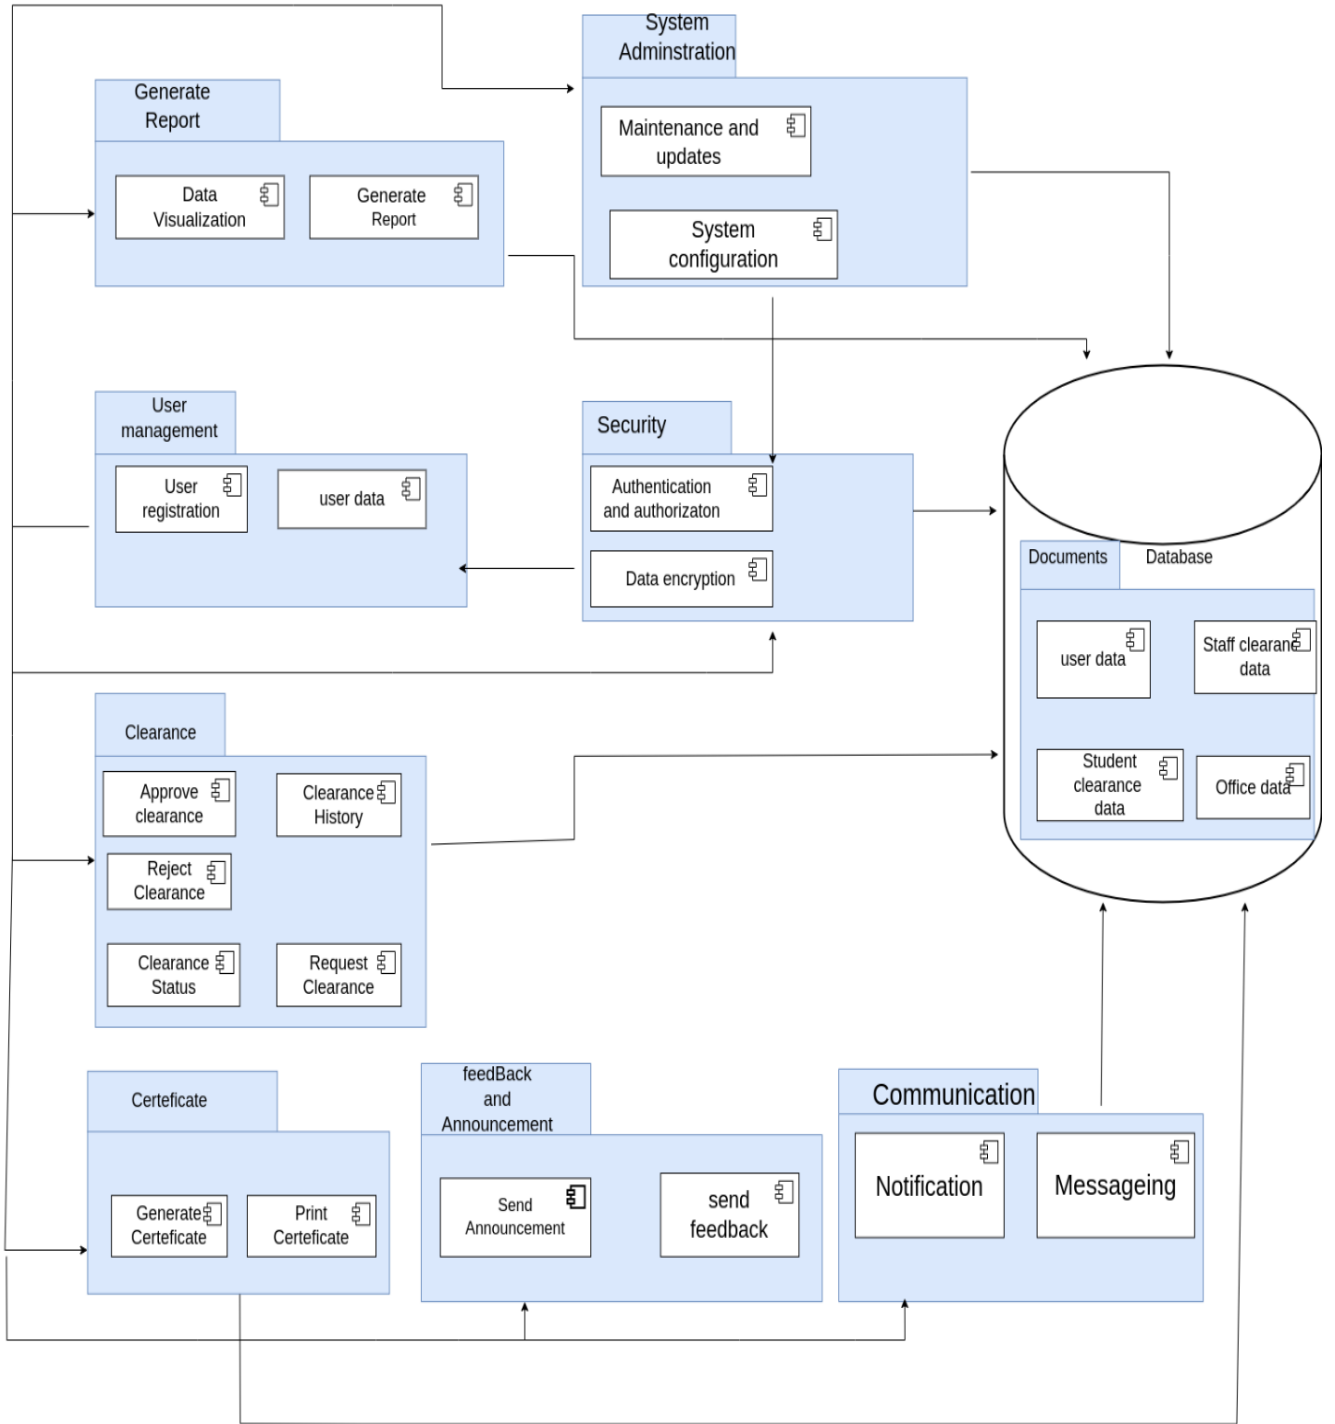 System
Adminstration
Maintenance and
updates
System
configuration
Generate
Report
Data
Visualization
Generate
Report
User
management
User
registration
user data
Security
Authentication
and authorizaton
Data encryption
Documents
Database
user data
Staff clearanc
data
Student
clearance
data
Office data
Clearance
Approve
clearance
Clearance
History
Reject
Clearance
Clearance
Status
Request
Clearance
Certeficate
Generate
Certeficate
Print
Certeficate
feedBack
and
Announcement
Send
Announcement
send
feedback
Communication
Notification
Messageing